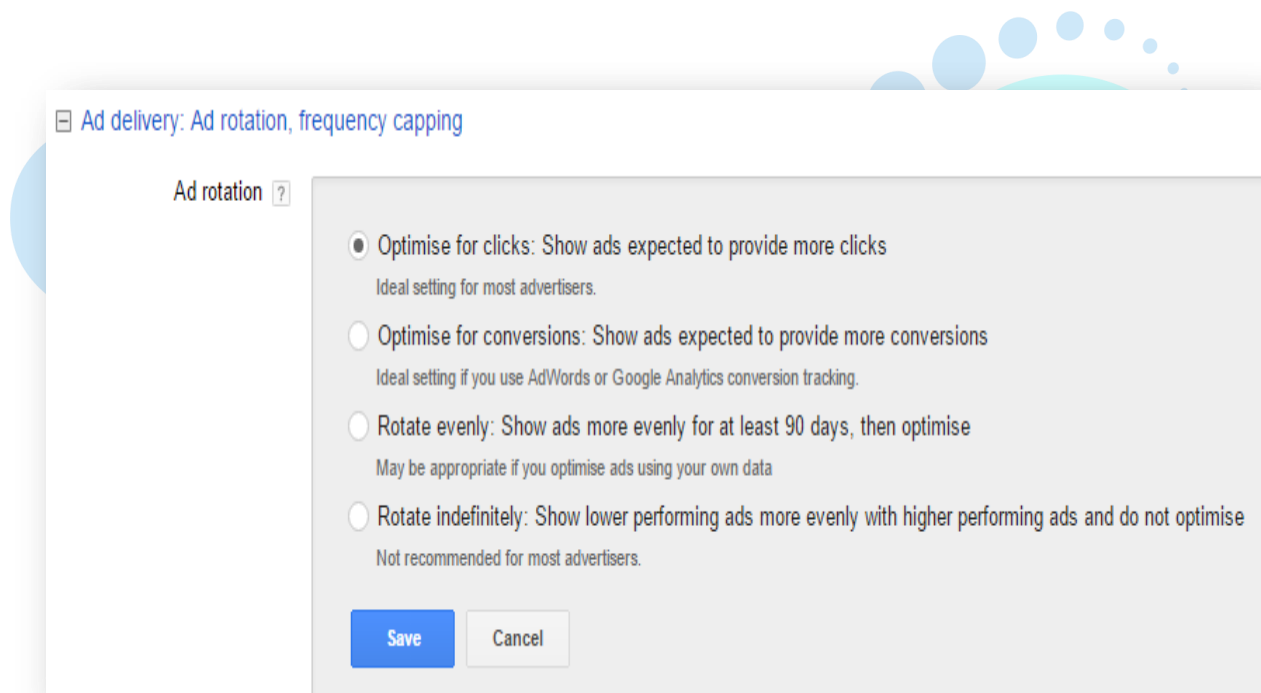 Ad delivery: Ad rotation, frequency capping
Ad rotation ?
Optimise for clicks: Show ads expected to provide more clicks
Ideal setting for most advertisers.
Optimise for conversions: Show ads expected to provide more conversions
Ideal setting if you use AdWords or Google Analytics conversion tracking.
Rotate evenly: Show ads more evenly for at least 90 days, then optimise
May be appropriate if you optimise ads using your own data
Rotate indefinitely: Show lower performing ads more evenly with higher performing ads and do not optimise
Not recommended for most advertisers.
Save Cancel